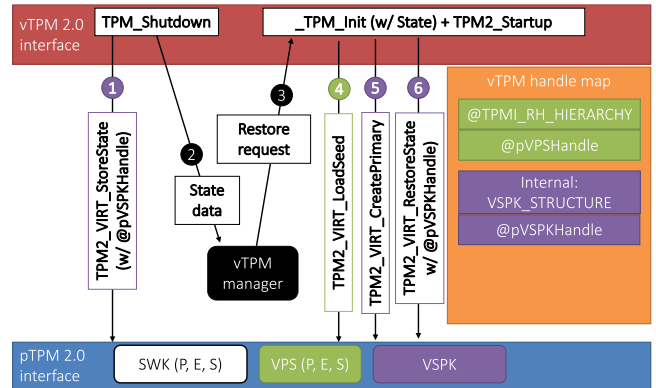 vTPM 2.0
interface
TPM_Shutdown
_TPM_Init (w/ State) + TPM2_Startup
1
TPM2_VIRT_StoreState
(w/ @pVSPKHandle)
2
State
data
3
Restore
request
vTPM
manager
4
TPM2_VIRT_LoadSeed
5
TPM2_VIRT_CreatePrimary
6
TPM2_VIRT_RestoreState
w/ @pVSPKHandle)
vTPM handle map
@TPMI_RH_HIERARCHY
@pVPSHandle
Internal:
VSPK_STRUCTURE
@pVSPKHandle
pTPM 2.0
interface
SWK (P, E, S)
VPS (P, E, S)
VSPK